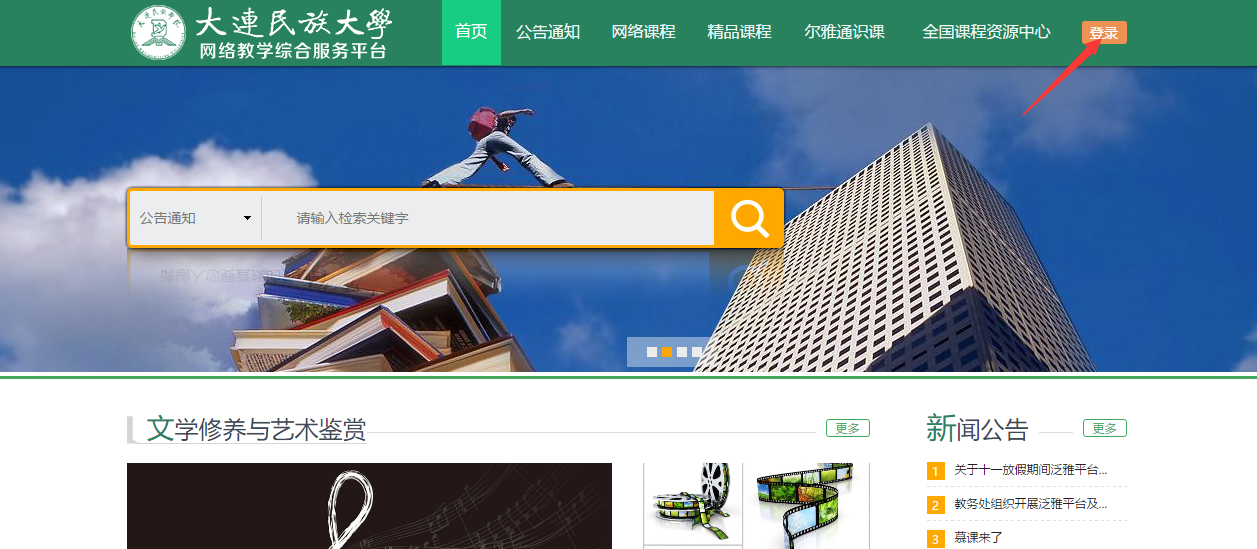 大連民族大學
网络教学综合服务平台
首页 公告通知 网络课程 精品课程 尔雅通识课 全国课程资源中心 登录
公告通知 请输入检索关键字
文学修养与艺术鉴赏 更多
新闻公告 更多
1 关于十一放假期间泛雅平台...
2 教务处组织开展泛雅平台及...
3 慕课来了